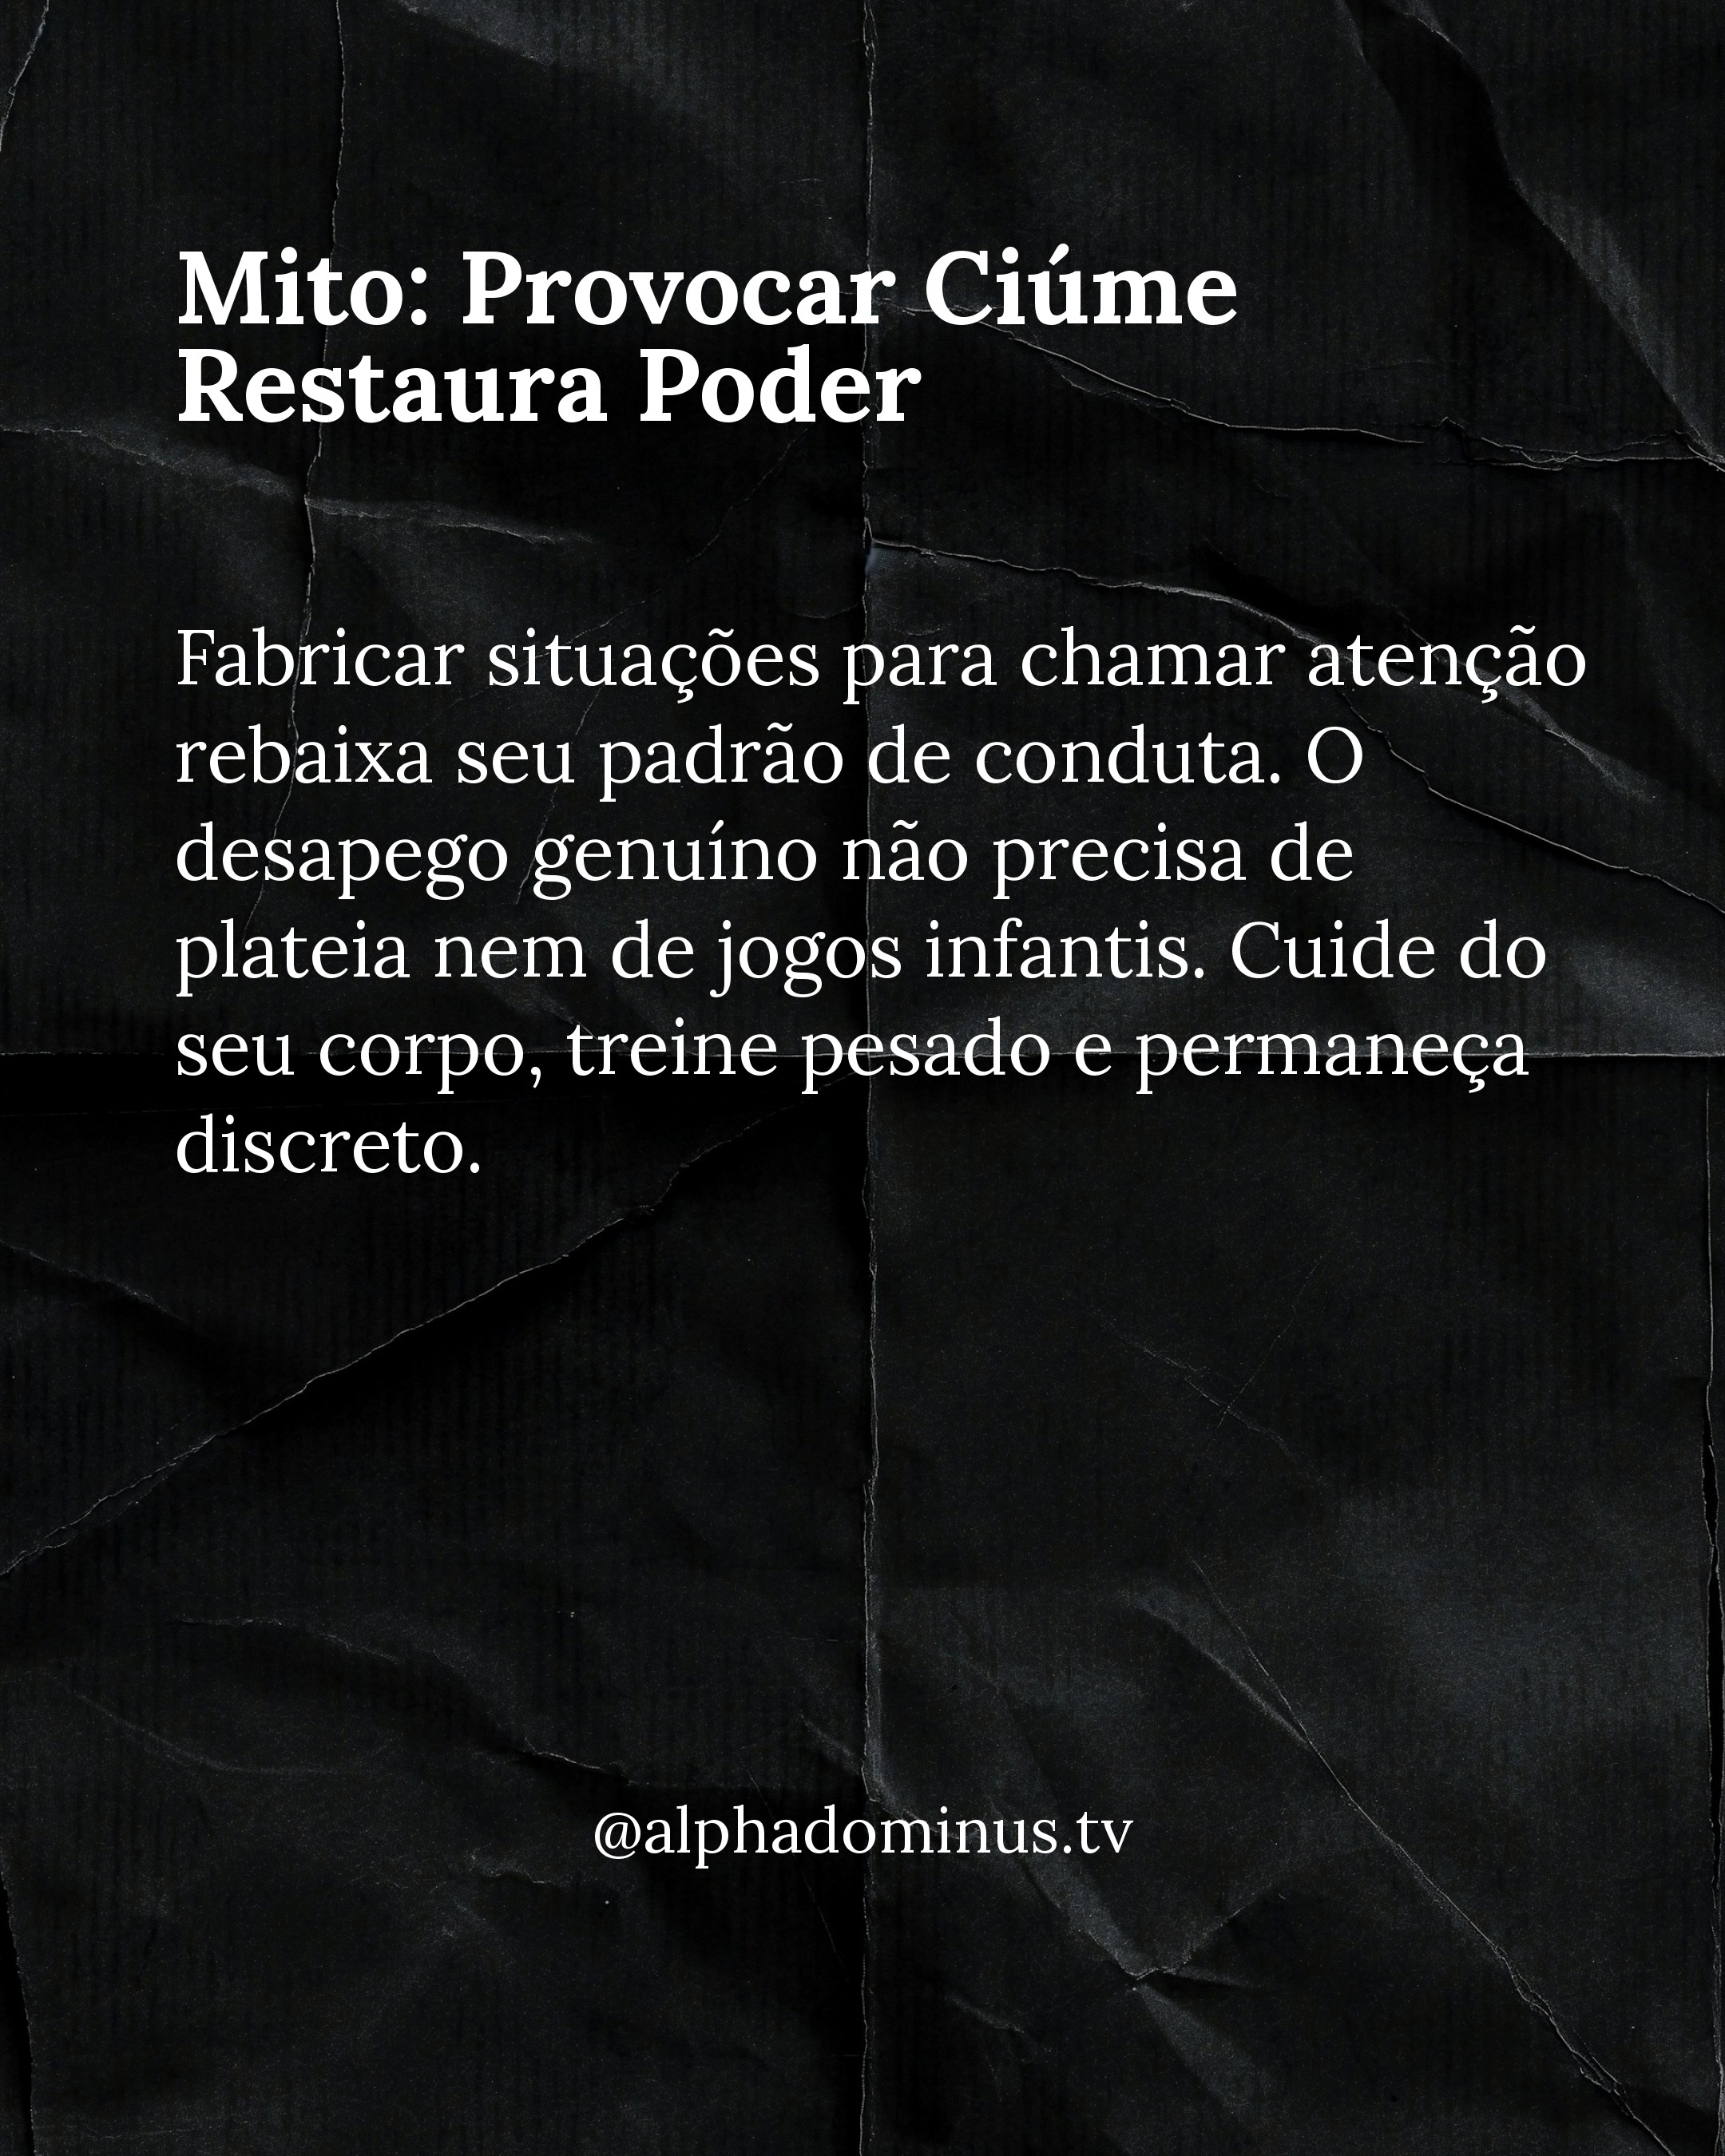 Mito: Provocar Ciúme
Restaura Poder
Fabricar situações para chamar atenção
rebaixa seu padrão de conduta. O
desapego genuíno não precisa de
plateia nem de jogos infantis. Cuide do
seu corpo, treine pesado e permaneça
discreto.
@alphadominus.tv